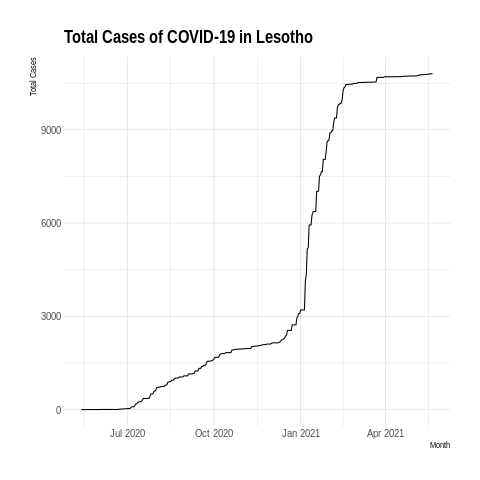 Total Cases of COVID-19 in Lesotho
Total Cases
9000
6000
3000
0
Jul 2020 Oct 2020 Jan 2021 Apr 2021
Month